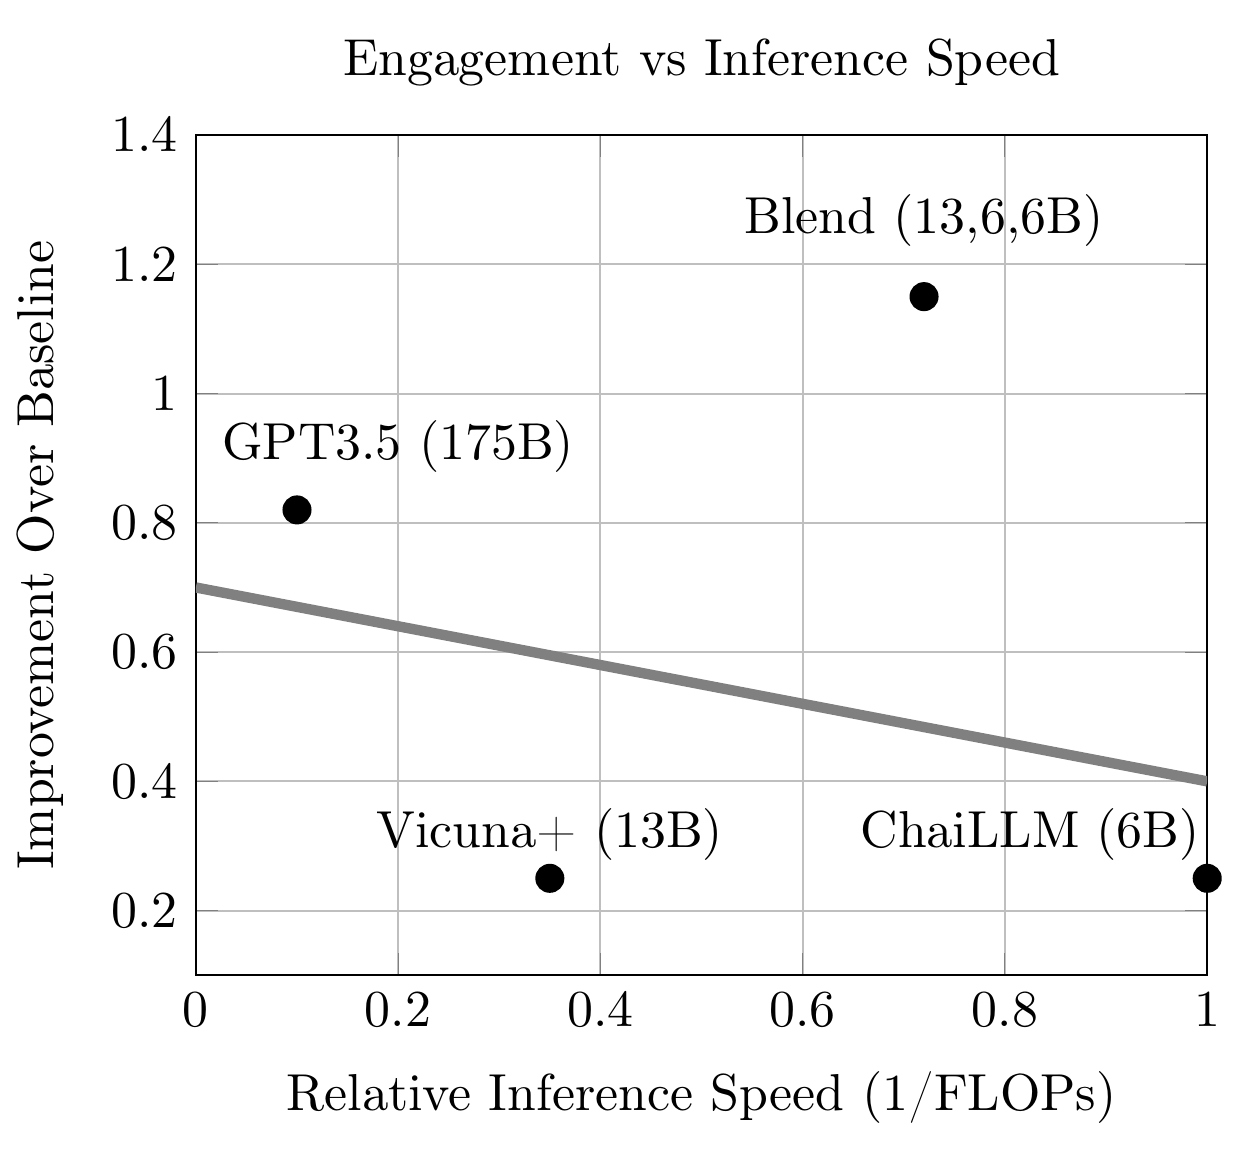 Engagement vs Inference Speed
1.4
Blend (13,6,6B)
1.2
1
GPT3.5 (175B)
0.8
0.6
0.4
Vicuna+ (13B)
ChaiLLM (6B)
0.2
Improvement Over Baseline
0
0.2
0.4
0.6
0.8
1
Relative Inference Speed (1/FLOPs)